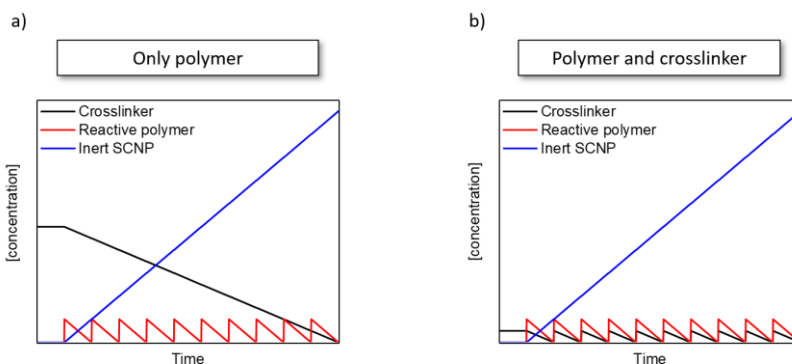 a)
Only polymer
Crosslinker
Reactive polymer
Inert SCNP
[concentration]
Time
b)
Polymer and crosslinker
Crosslinker
Reactive polymer
Inert SCNP
[concentration]
Time